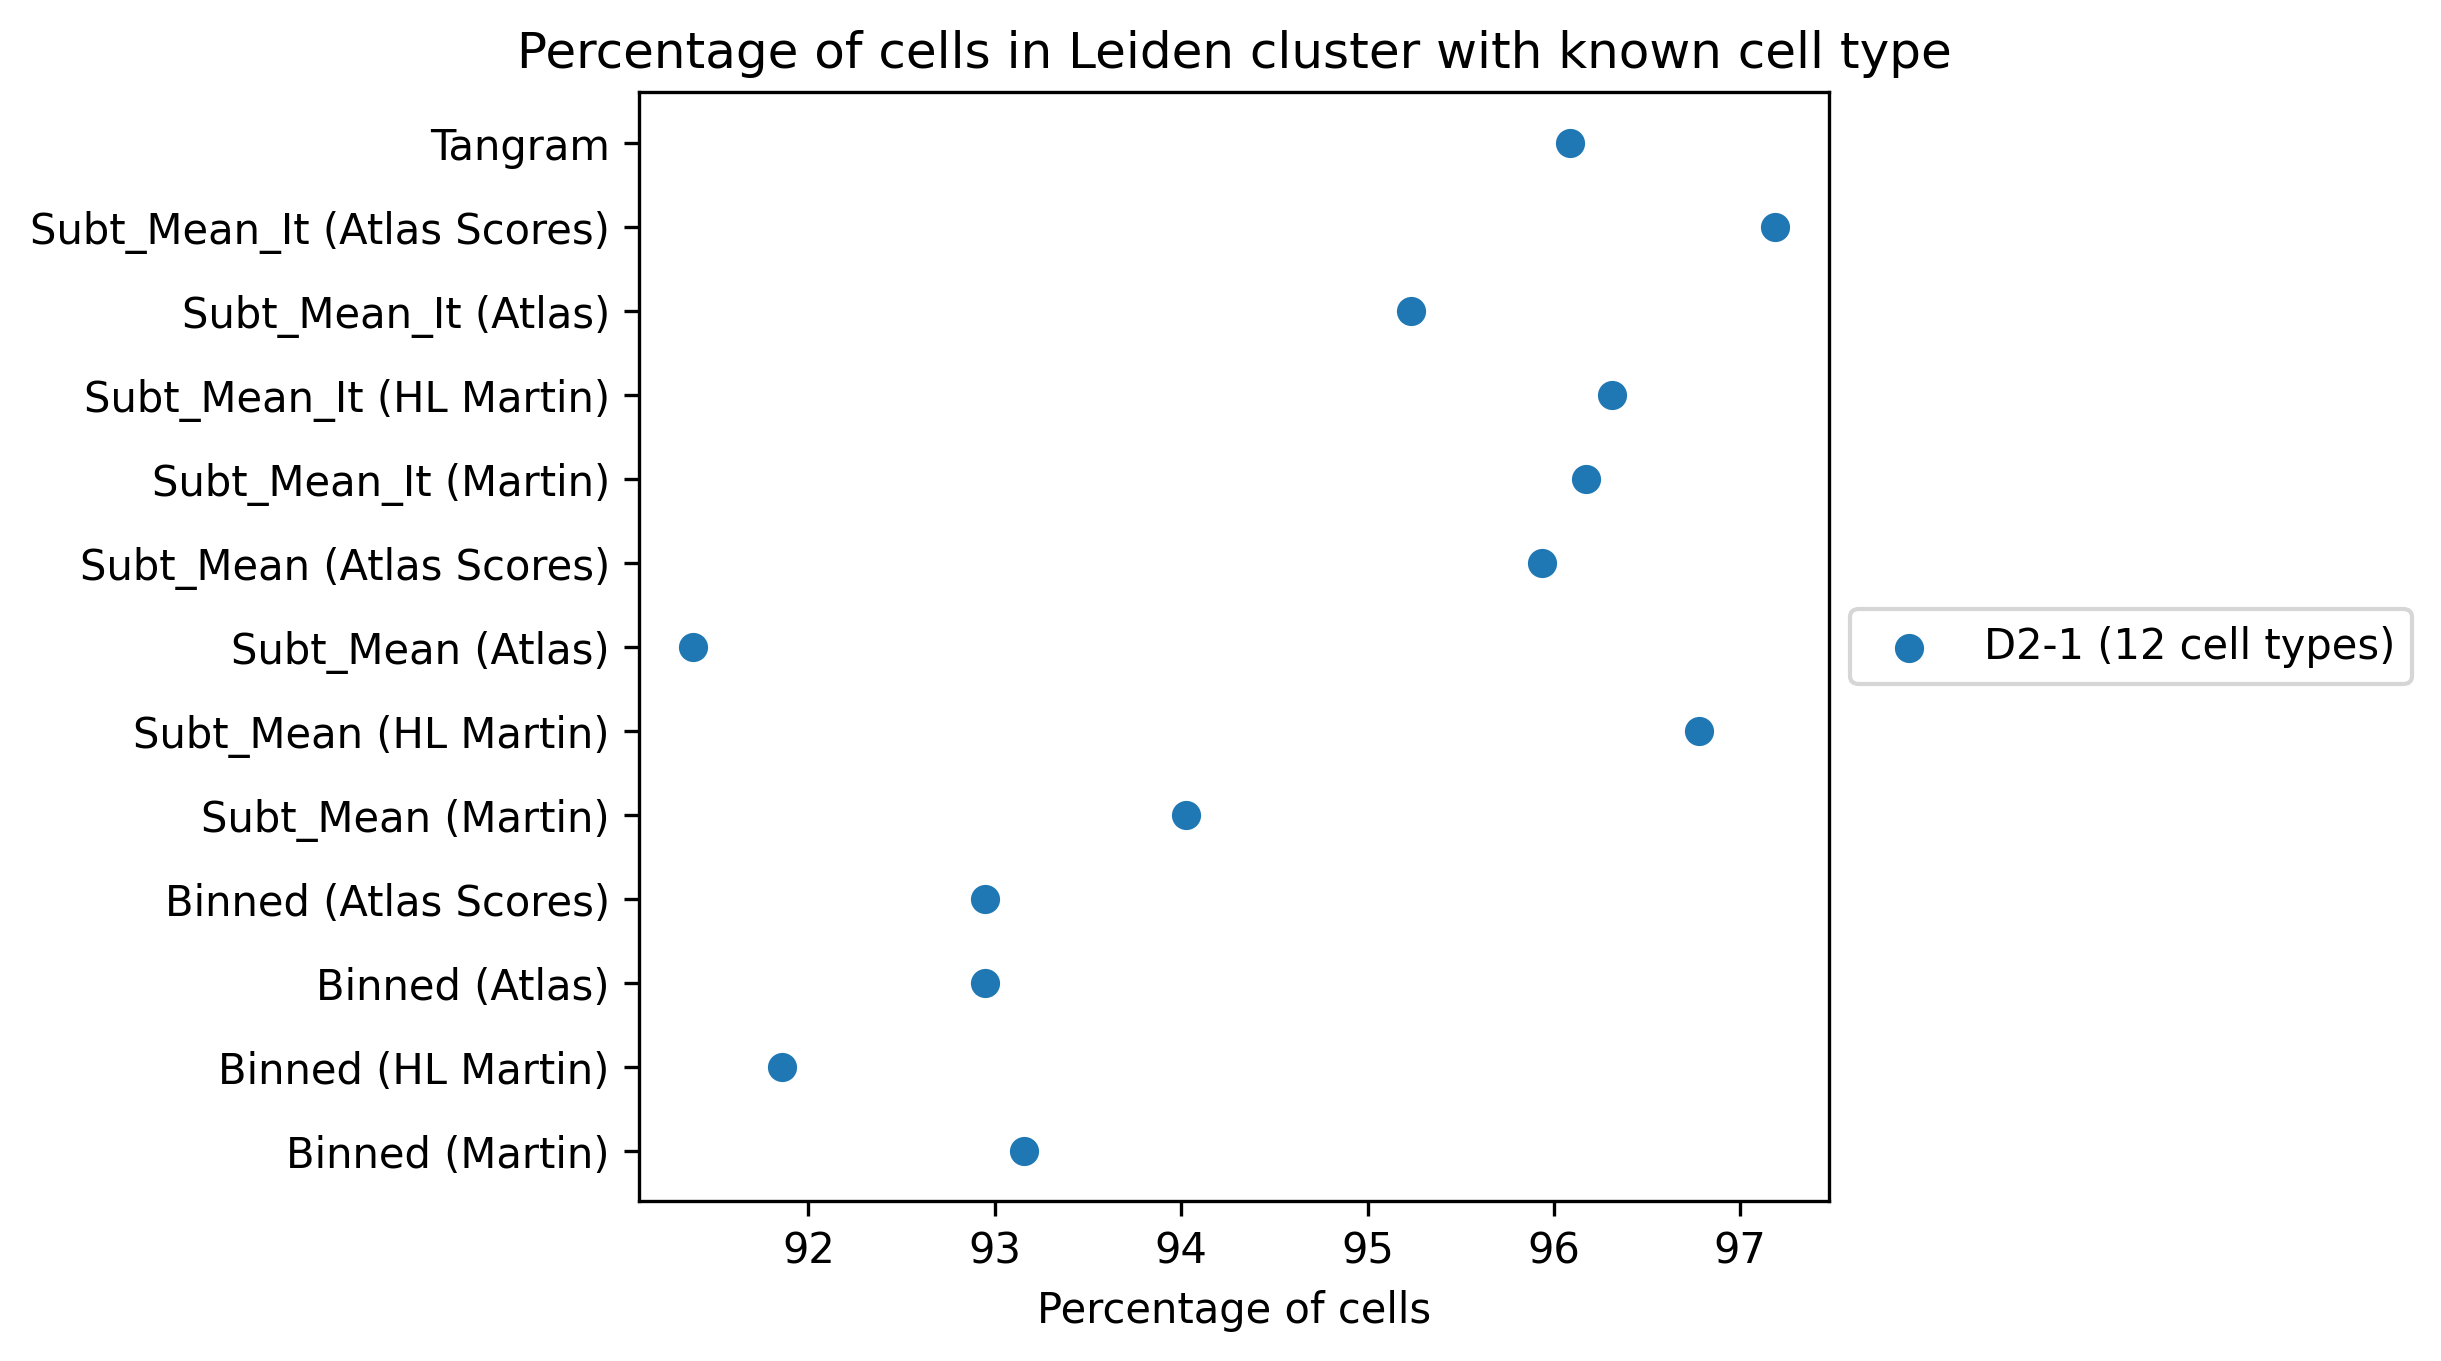 Percentage of cells in Leiden cluster with known cell type
Tangram
Subt_Mean_It (Atlas Scores)
Subt_Mean_It (Atlas)
Subt_Mean_It (HL Martin)
Subt_Mean_It (Martin)
Subt_Mean (Atlas Scores)
Subt_Mean (Atlas)
Subt_Mean (HL Martin)
Subt_Mean (Martin)
Binned (Atlas Scores)
Binned (Atlas)
Binned (HL Martin)
Binned (Martin)
D2-1 (12 cell types)
92 93 94 95 96 97
Percentage of cells